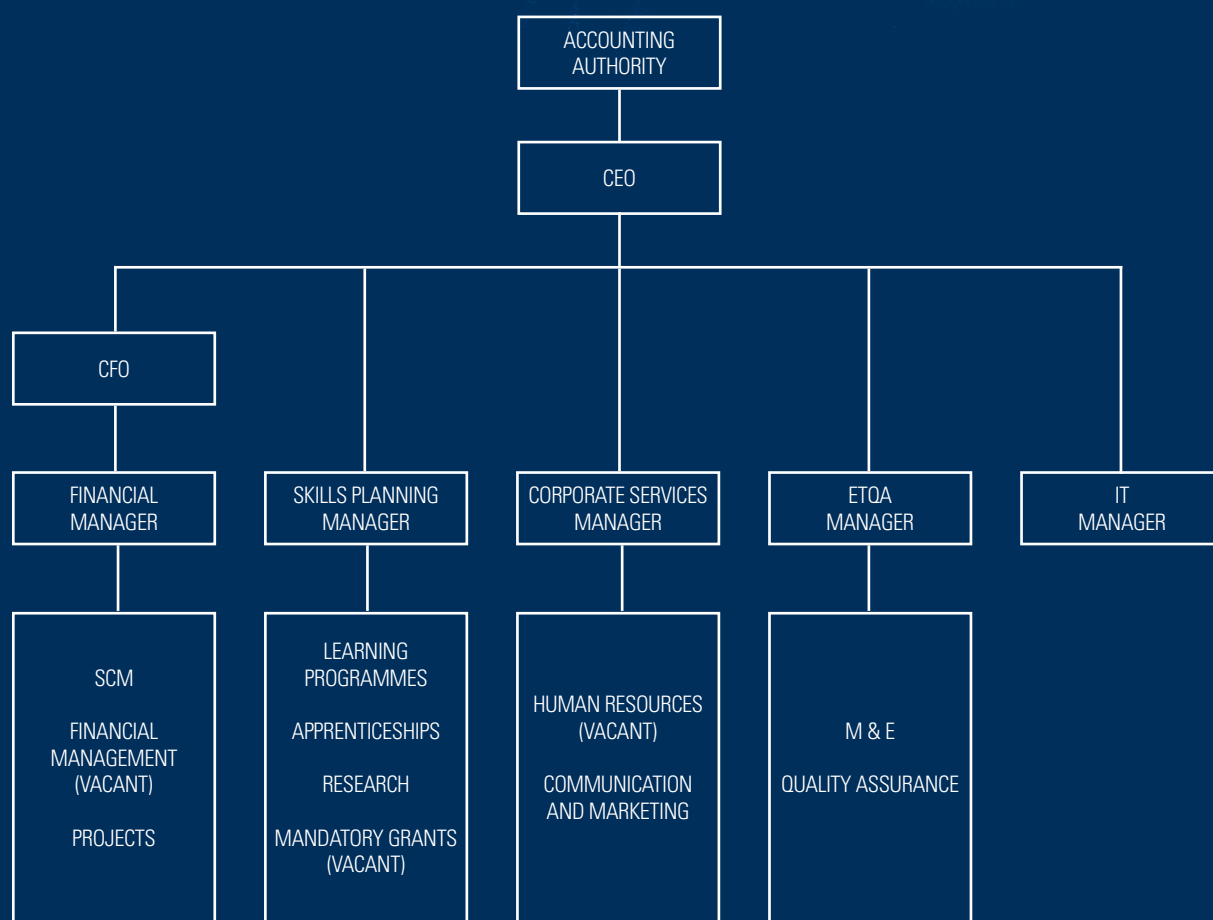 ACCOUNTING
AUTHORITY
CEO
CFO
FINANCIAL
MANAGER
SKILLS PLANNING
MANAGER
CORPORATE SERVICES
MANAGER
ETQA
MANAGER
IT
MANAGER
SCM
FINANCIAL
MANAGEMENT
(VACANT)
PROJECTS
LEARNING
PROGRAMMES
APPRENTICESHIPS
RESEARCH
MANDATORY GRANTS
(VACANT)
HUMAN RESOURCES
(VACANT)
COMMUNICATION
AND MARKETING
M & E
QUALITY ASSURANCE